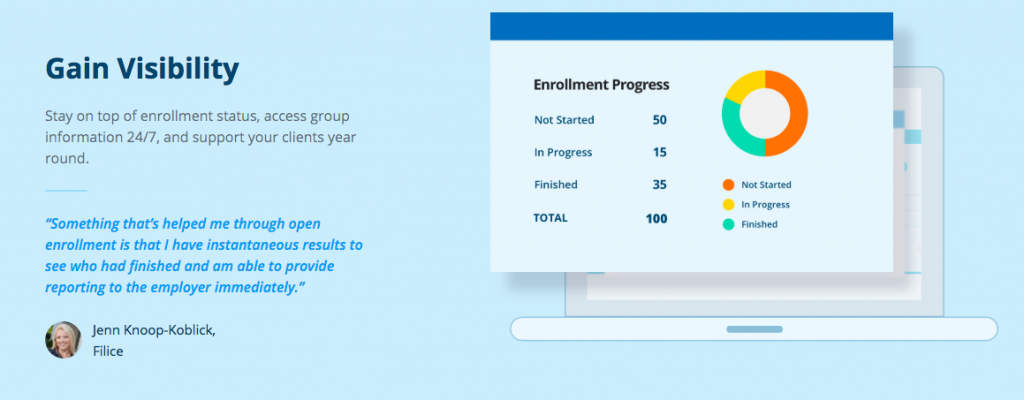 Gain Visibility
Stay on top of enrollment status, access group
information 24/7, and support your clients year
round.
“Something that’s helped me through open
enrollment is that I have instantaneous results to
see who had finished and am able to provide
reporting to the employer immediately.”
Jenn Knoop-Koblick,
Filice
Enrollment Progress
Not Started 50
In Progress 15
Finished 35
TOTAL 100
Not Started
In Progress
Finished